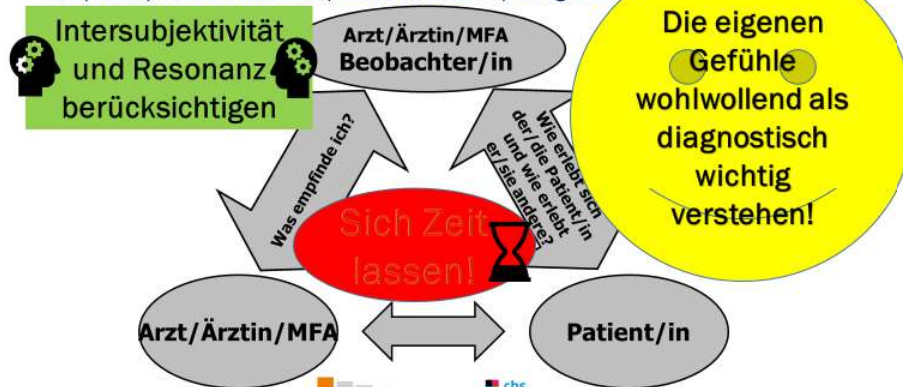 Intersubjektivität
und Resonanz
berücksichtigen
Arzt/Ärztin/MFA
Beobachter/in
Die eigenen
Gefühle
wohlwollend als
diagnostisch
wichtig
verstehen!
Was empfinde ich?
Wie erlebt sich
der/die Patient/in
und wie erlebt
er/sie andere?
Sich Zeit
lassen!
Arzt/Ärztin/MFA
Patient/in
cbs